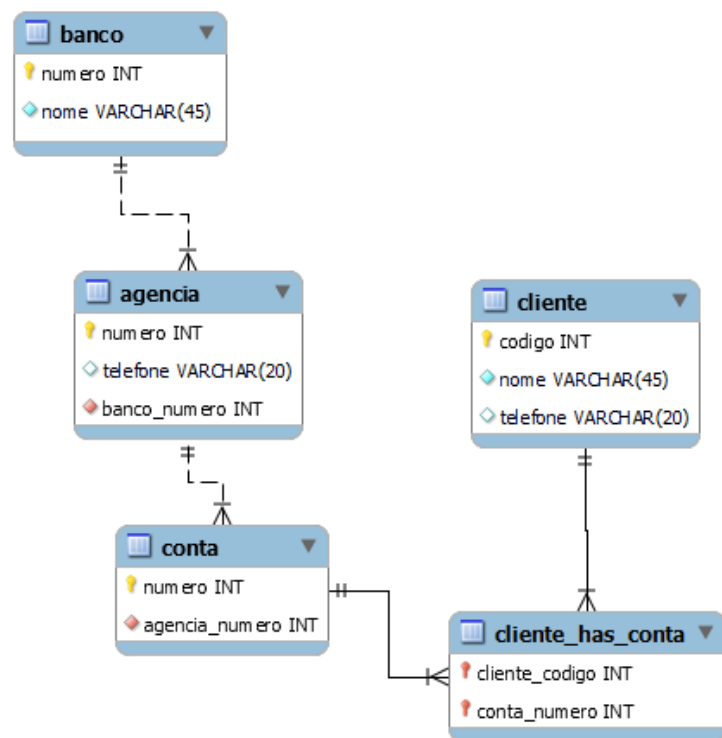 banco
numero INT
nome VARCHAR(45)
agencia
numero INT
telefone VARCHAR(20)
banco_numero INT
cliente
codigo INT
nome VARCHAR(45)
telefone VARCHAR(20)
conta
numero INT
agencia_numero INT
cliente_has_conta
cliente_codigo INT
conta_numero INT